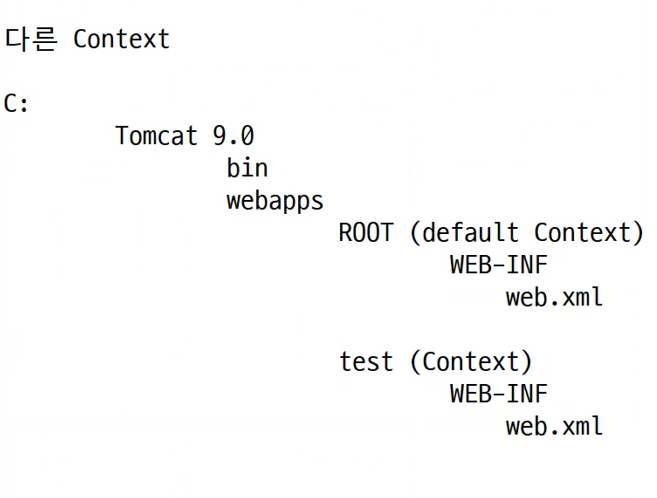 다른 Context
C:
Tomcat 9.0
bin
webapps
ROOT (default Context)
WEB-INF
web.xml
test (Context)
WEB-INF
web.xml